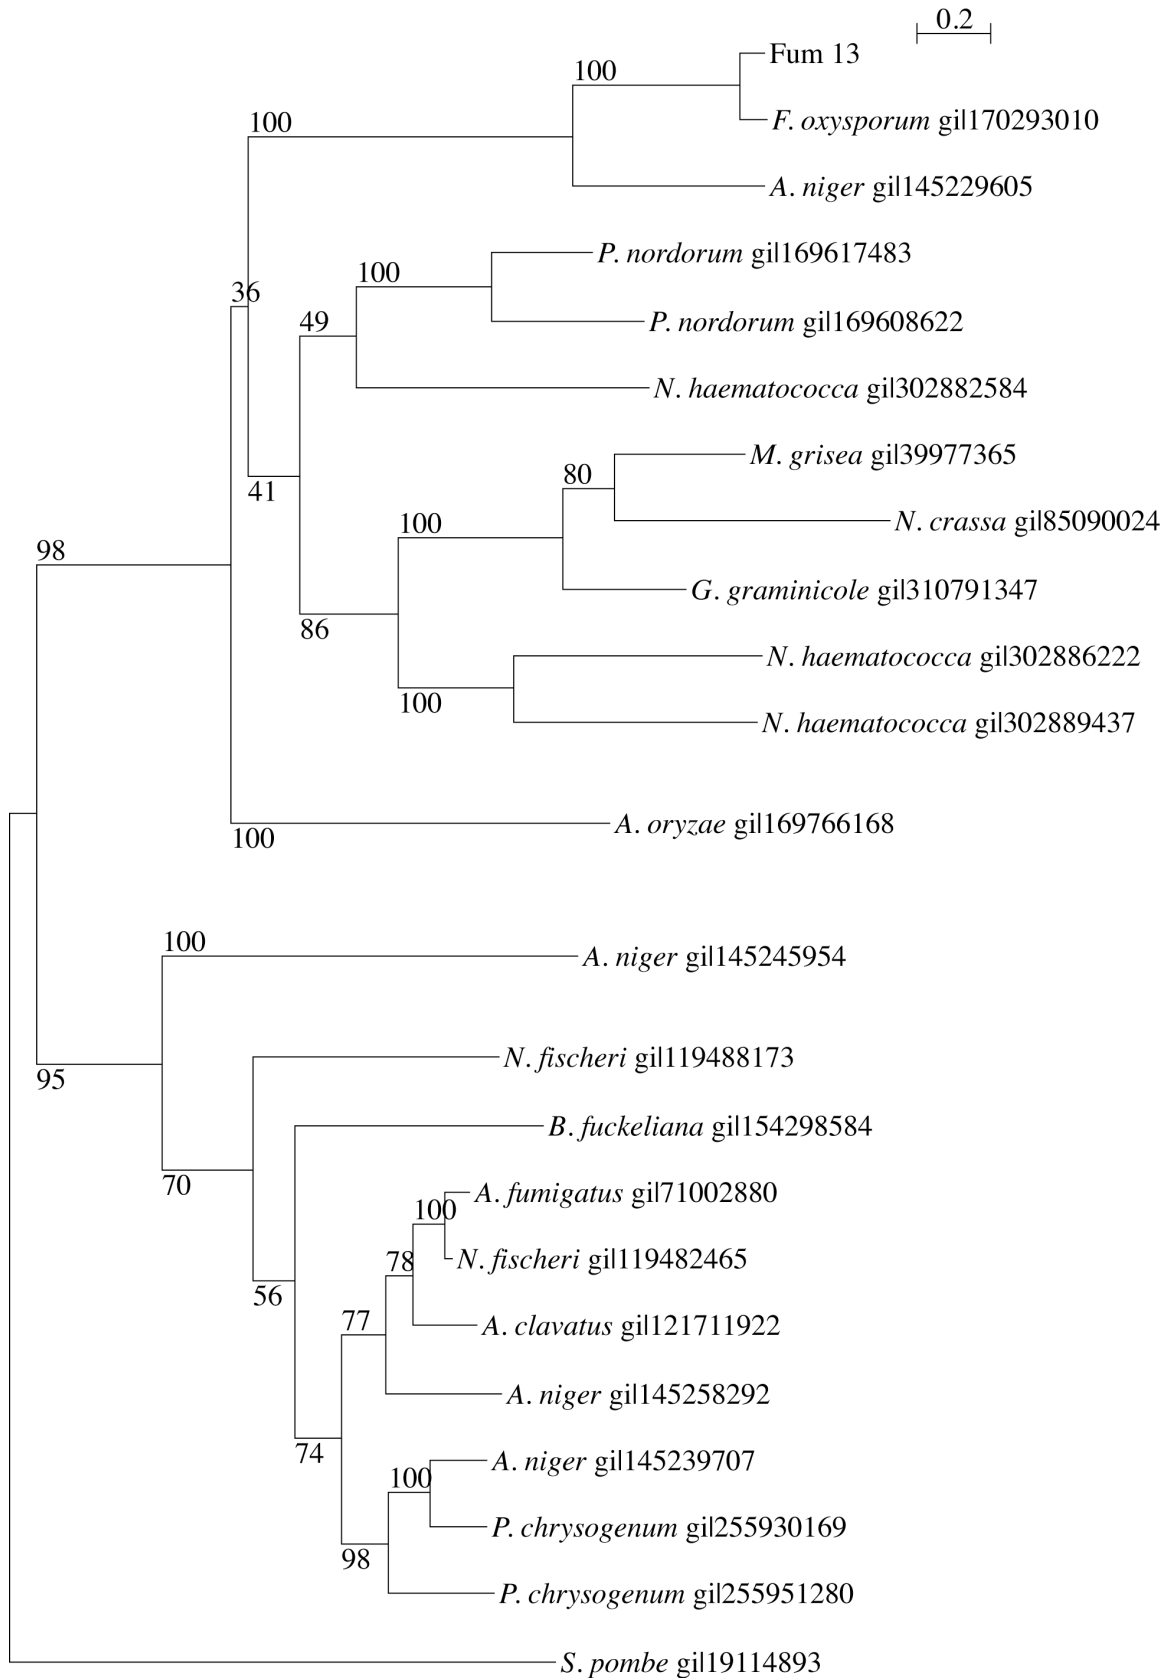 0.2
Fum 13
100
F. oxysporum gi|170293010
100
A. niger gi|145229605
P. nordorum gi|169617483
100
36
49
P. nordorum gi|169608622
N. haematococca gi|302882584
M. grisea gi|39977365
80
41
100
N. crassa gi|85090024
98
G. graminicole gi|310791347
86
N. haematococca gi|302886222
100
N. haematococca gi|302889437
A. oryzae gi|169766168
100
100
A. niger gi|145245954
N. fischeri gi|119488173
95
B. fuckeliana gi|154298584
70
A. fumigatus gi|71002880
100
78
N. fischeri gi|119482465
56
77
A. clavatus gi|121711922
A. niger gi|145258292
74
A. niger gi|145239707
100
P. chrysogenum gi|255930169
98
P. chrysogenum gi|255951280
S. pombe gi|19114893